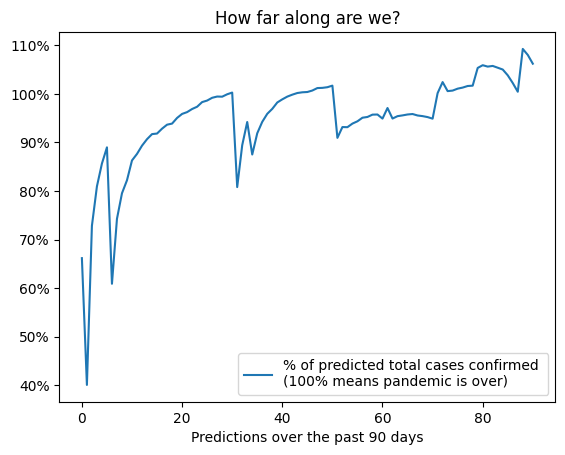 How far along are we?
110%
100%
90%
80%
70%
60%
50%
40%
% of predicted total cases confirmed
(100% means pandemic is over)
0 20 40 60 80
Predictions over the past 90 days